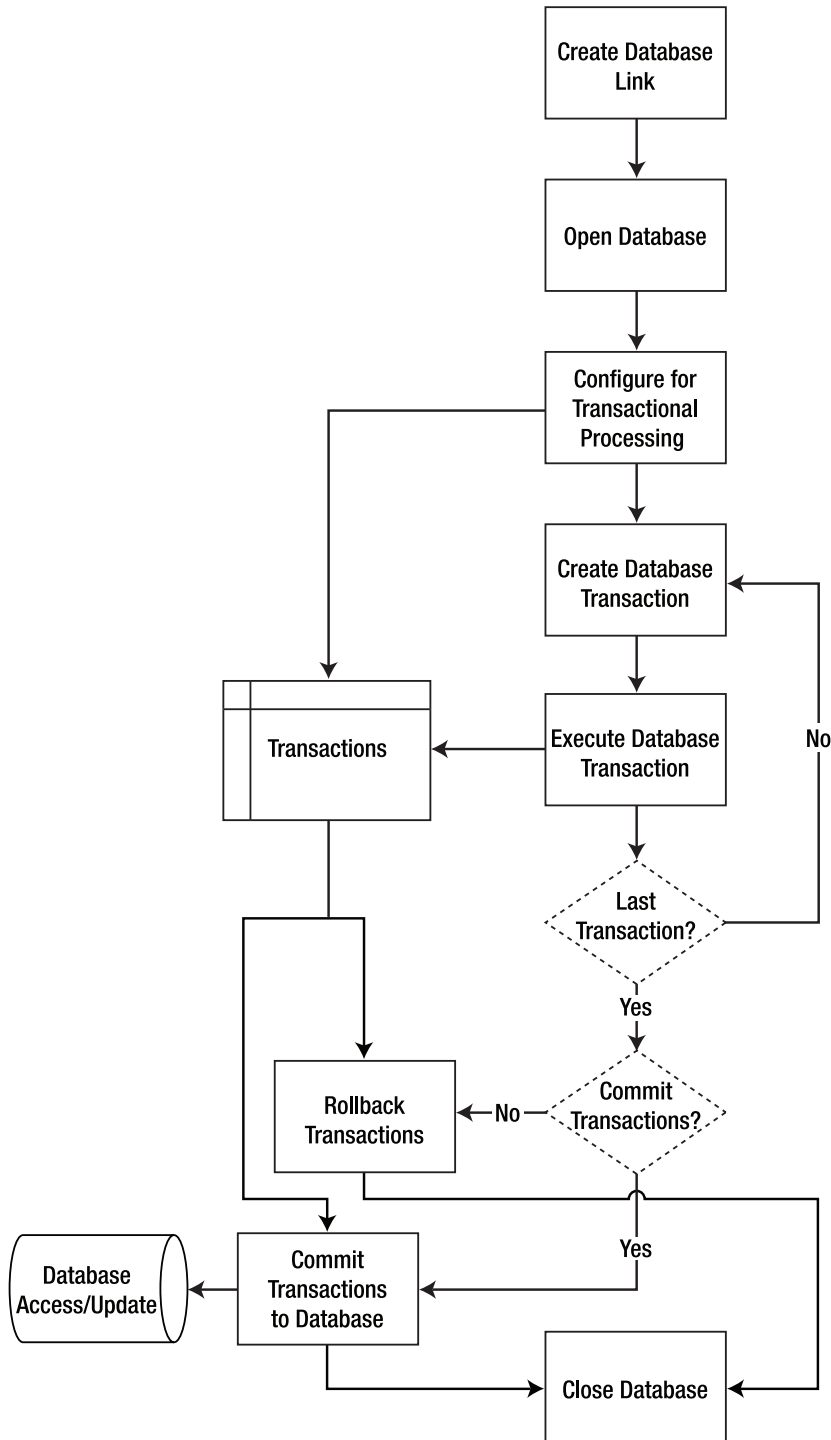 Create Database
Link
Open Database
Configure for
Transactional
Processing
Create Database
Transaction
Transactions
Execute Database
Transaction
No
Last
Transaction?
Yes
Rollback
Transactions
No
Commit
Transactions?
Yes
Database
Access/Update
Commit
Transactions
to Database
Close Database